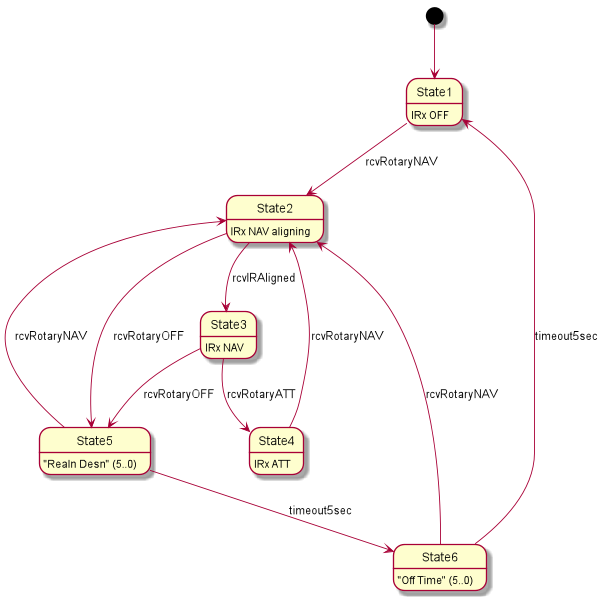 State1
IRx OFF
rcvRotaryNAV
State2
IRx NAV aligning
rcvIRAligned
State3
IRx NAV
rcvRotaryNAV
rcvRotaryOFF
rcvRotaryNAV
timeout5sec
rcvRotaryOFF
rcvRotaryATT
rcvRotaryNAV
State5
"Realn Desn" (5..0)
State4
IRx ATT
timeout5sec
State6
"Off Time" (5..0)